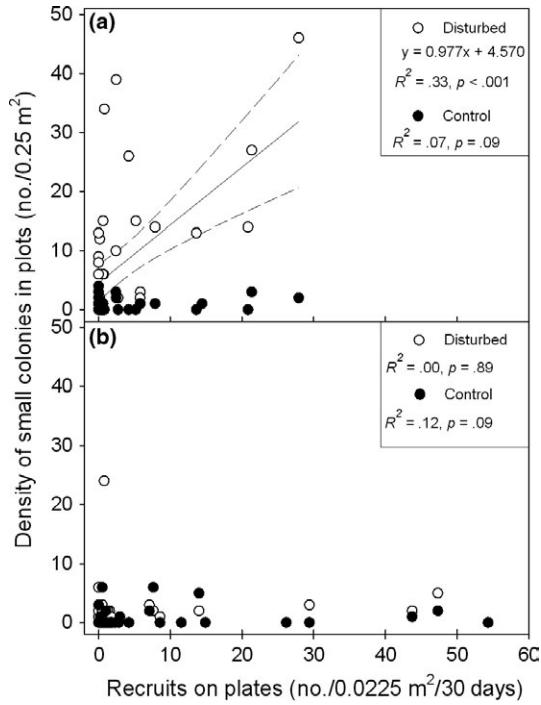 Density of small colonies in plots (no./0.25 m²)
(a)
50
40
30
20
10
0
Disturbed
y = 0.977x + 4.570
R² = .33, p < .001
Control
R² = .07, p = .09
(b)
50
40
30
20
10
0
Disturbed
R² = .00, p = .89
Control
R² = .12, p = .09
0 10 20 30 40 50 60
Recruits on plates (no./0.0225 m²/30 days)